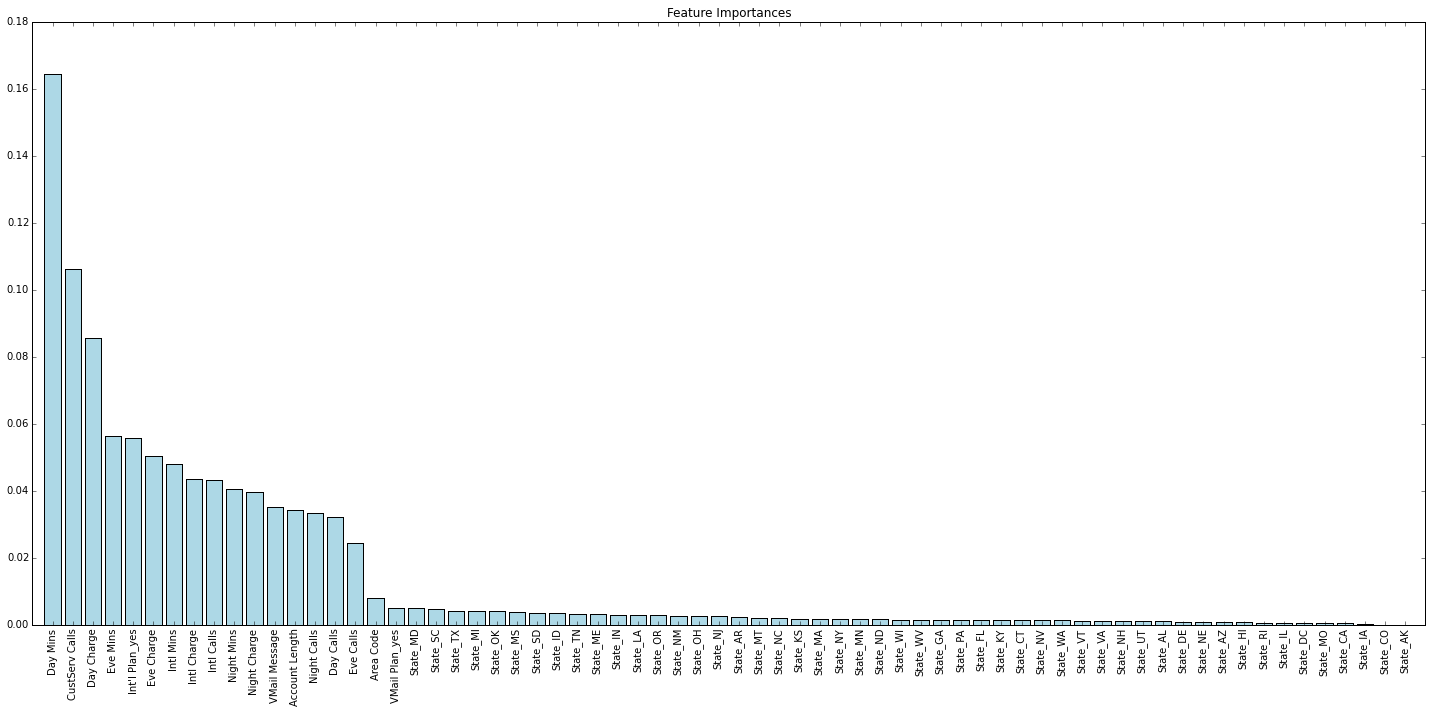 Feature Importances
0.18
0.16
0.14
0.12
0.10
0.08
0.06
0.04
0.02
0.00
Day Mins
CustServ Calls
Day Charge
Eve Mins
Int'l Plan_yes
Eve Charge
Intl Mins
Intl Charge
Intl Calls
Night Mins
Night Charge
VMail Message
Account Length
Night Calls
Day Calls
Eve Calls
Area Code
VMail Plan_yes
State_MD
State_SC
State_TX
State_MI
State_OK
State_MS
State_SD
State_ID
State_TN
State_ME
State_IN
State_LA
State_OR
State_NM
State_OH
State_NJ
State_AR
State_MT
State_NC
State_KS
State_MA
State_NY
State_MN
State_ND
State_WI
State_WV
State_GA
State_PA
State_FL
State_KY
State_CT
State_NV
State_WA
State_VT
State_VA
State_NH
State_UT
State_AL
State_DE
State_NE
State_AZ
State_HI
State_RI
State_IL
State_DC
State_MO
State_CA
State_IA
State_CO
State_AK